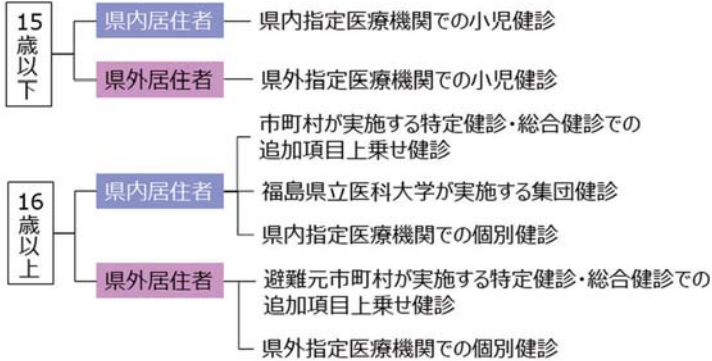 15歳以下
県内居住者
県内指定医療機関での小児健診
県外居住者
県外指定医療機関での小児健診
16歳以上
県内居住者
市町村が実施する特定健診・総合健診での
追加項目上乗せ健診
福島県立医科大学が実施する集団健診
県内指定医療機関での個別健診
県外居住者
避難元市町村が実施する特定健診・総合健診での
追加項目上乗せ健診
県外指定医療機関での個別健診